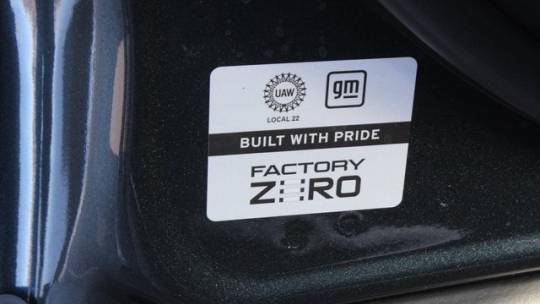 UAW
gm
LOCAL 22
BUILT WITH PRIDE
FACTORY
ZERO